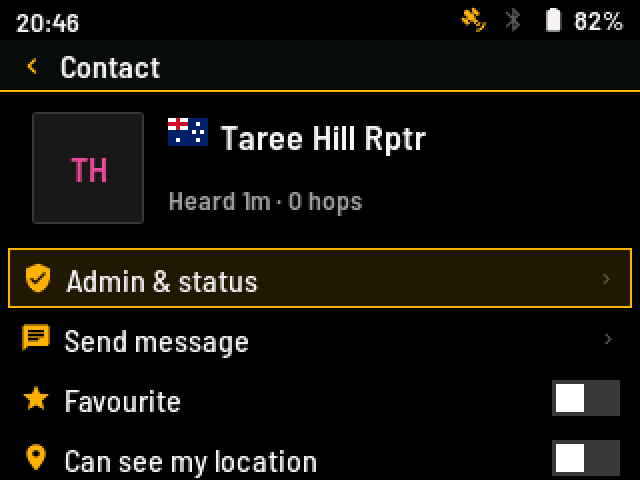 20:46
82%
Contact
TH
Taree Hill Rptr
Heard 1m · 0 hops
Admin & status
Send message
Favourite
Can see my location